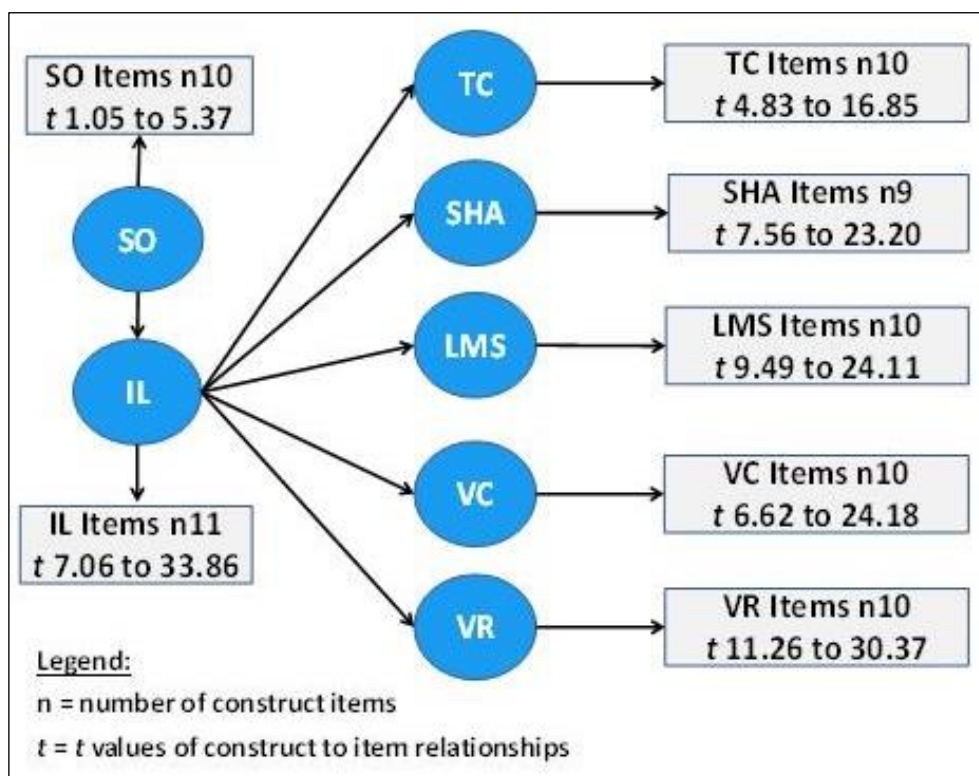 SO Items n10
t 1.05 to 5.37
SO
IL
IL Items n11
t 7.06 to 33.86
TC
TC Items n10
t 4.83 to 16.85
SHA
SHA Items n9
t 7.56 to 23.20
LMS
LMS Items n10
t 9.49 to 24.11
VC
VC Items n10
t 6.62 to 24.18
VR
VR Items n10
t 11.26 to 30.37
Legend:
n = number of construct items
t = t values of construct to item relationships